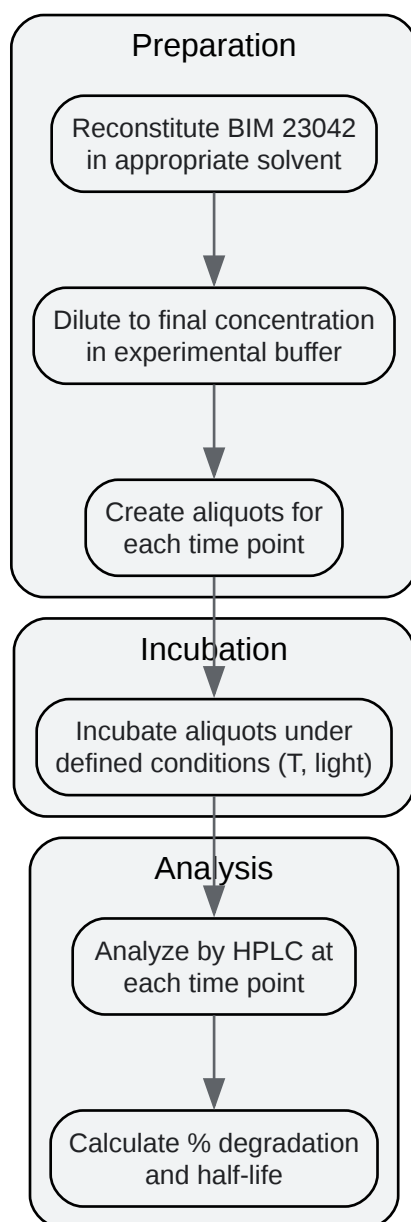 Preparation
Reconstitute BIM 23042
in appropriate solvent
Dilute to final concentration
in experimental buffer
Create aliquots for
each time point
Incubation
Incubate aliquots under
defined conditions (T, light)
Analysis
Analyze by HPLC at
each time point
Calculate % degradation
and half-life